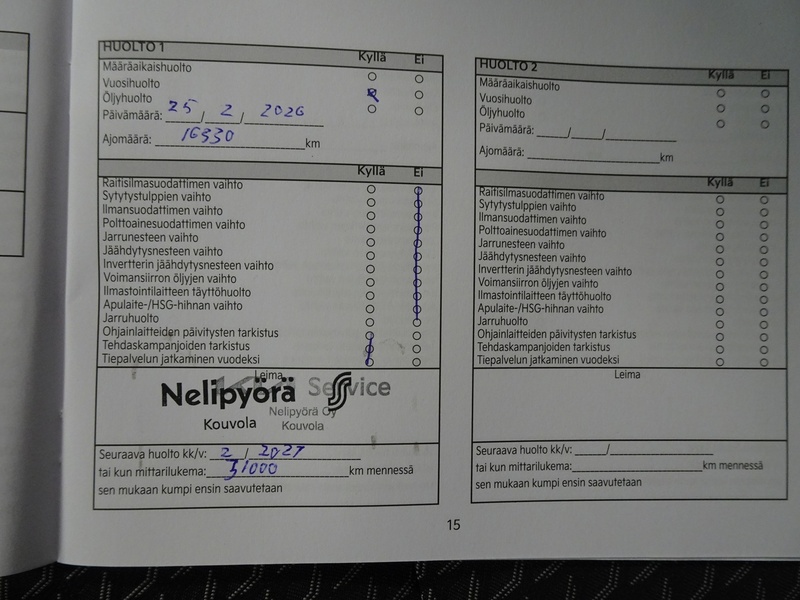 HUOLTO 1 Kyllä Ei
Määräaikaishuolto
Vuosihuolto
Öljyhuolto
Päivämäärä: 25 / 2 / 2026
Ajomäärä: 16330 km
Kyllä Ei
Raitisilmasuodattimen vaihto
Sytytystulppien vaihto
Ilmansuodattimen vaihto
Polttoainesuodattimen vaihto
Jarrunesteen vaihto
Jäähdytysnesteen vaihto
Invertterin jäähdytysnesteen vaihto
Voimansiirron öljyjen vaihto
Ilmastointilaitteen täyttöhuolto
Apulaite-/HSG-hihnan vaihto
Jarruhuolto
Ohjainlaitteiden päivitysten tarkistus
Tehdaskampanjoiden tarkistus
Tiepalvelun jatkaminen vuodeksi
Leima
Nelipyörä Service
Nelipyörä Oy
Kouvola Kouvola
Seuraava huolto kk/v: 2 / 2027
tai kun mittarilukema: 31000 km mennessä
sen mukaan kumpi ensin saavutetaan
HUOLTO 2 Kyllä Ei
Määräaikaishuolto
Vuosihuolto
Öljyhuolto
Päivämäärä: / /
Ajomäärä: km
Kyllä Ei
Raitisilmasuodattimen vaihto
Sytytystulppien vaihto
Ilmansuodattimen vaihto
Polttoainesuodattimen vaihto
Jarrunesteen vaihto
Jäähdytysnesteen vaihto
Invertterin jäähdytysnesteen vaihto
Voimansiirron öljyjen vaihto
Ilmastointilaitteen täyttöhuolto
Apulaite-/HSG-hihnan vaihto
Jarruhuolto
Ohjainlaitteiden päivitysten tarkistus
Tehdaskampanjoiden tarkistus
Tiepalvelun jatkaminen vuodeksi
Leima
Seuraava huolto kk/v: /
tai kun mittarilukema: km mennessä
sen mukaan kumpi ensin saavutetaan
15